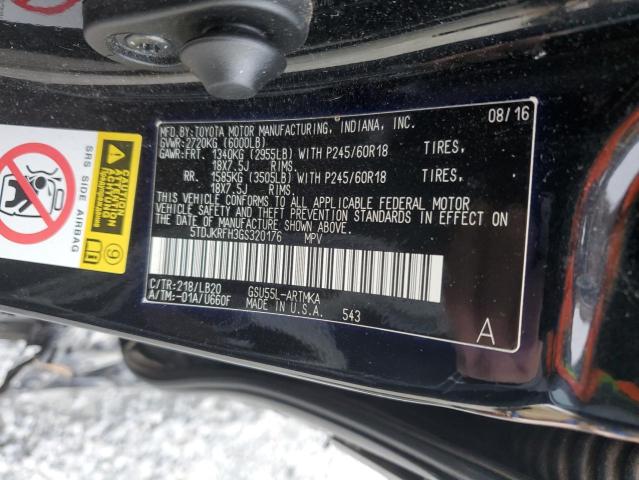 MFD. BY: TOYOTA MOTOR MANUFACTURING, INDIANA, INC. 08/16
GVWR: 2720KG (6000LB)
GAWR: FRT. 1340KG (2955LB) WITH P245/60R18 TIRES,
18X7.5J RIMS.
RR. 1585KG (3505LB) WITH P245/60R18 TIRES,
18X7.5J RIMS.
THIS VEHICLE CONFORMS TO ALL APPLICABLE FEDERAL MOTOR
VEHICLE SAFETY AND THEFT PREVENTION STANDARDS IN EFFECT ON
THE DATE OF MANUFACTURE SHOWN ABOVE.
5TDJKRFH3GS320176 MPV
C/TR: 218/LB20 GSU55L-ARTMKA
A/TM: -01A/U660F MADE IN U.S.A. 543
A
SRS SIDE AIRBAG
9